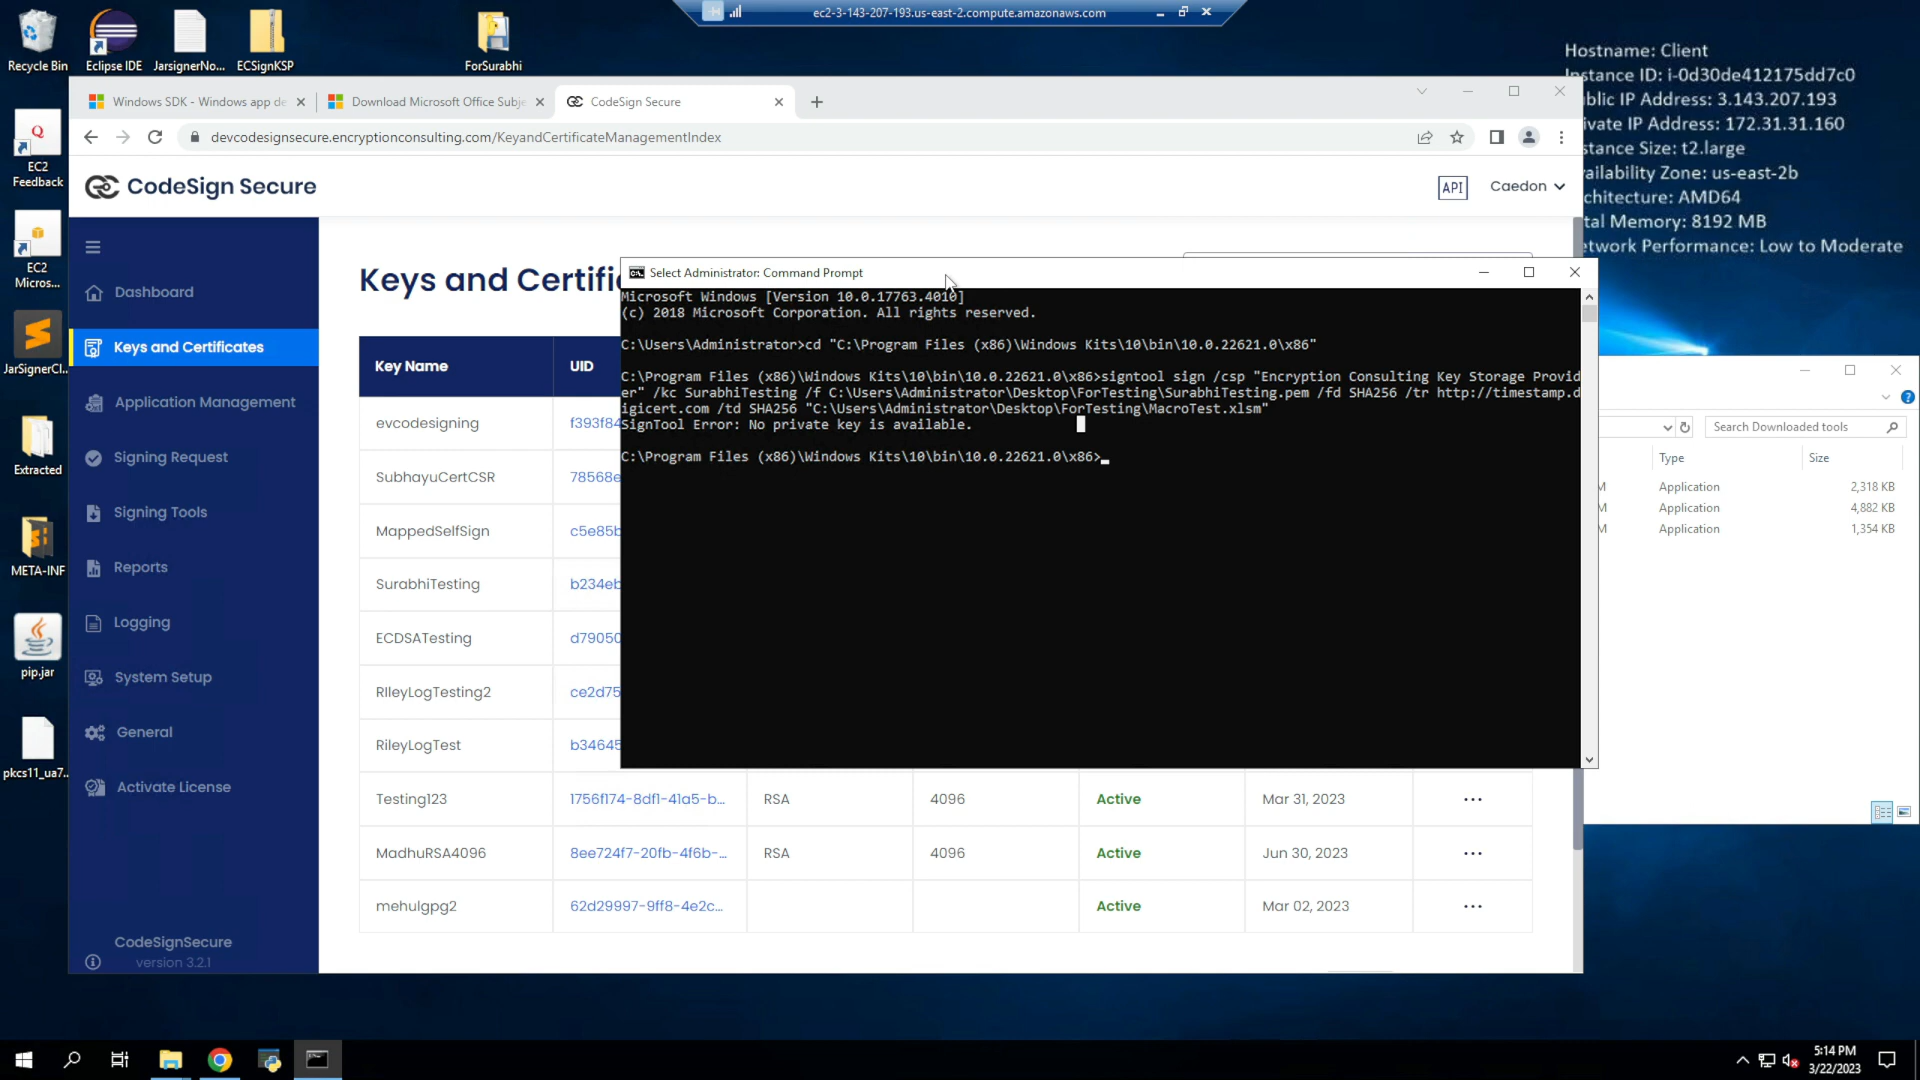 ec2-3-143-207-193.us-east-2.compute.amazonaws.com
Recycle Bin
Eclipse IDE
JarsignerNo...
ECSignKSP
ForSurabhi
Hostname: Client
Instance ID: i-0d30de412175dd7c0
blic IP Address: 3.143.207.193
ivate IP Address: 172.31.31.160
stance Size: t2.large
ailability Zone: us-east-2b
chitecture: AMD64
tal Memory: 8192 MB
etwork Performance: Low to Moderate
EC2 Feedback
EC2 Micros...
JarSignerCl...
Extracted
META-INF
pip.jar
pkcs11_ua7...
Windows SDK - Windows app de
Download Microsoft Office Subje
CodeSign Secure
devcodesignsecure.encryptionconsulting.com/KeyandCertificateManagementIndex
CodeSign Secure
API
Caedon
Dashboard
Keys and Certificates
Application Management
Signing Request
Signing Tools
Reports
Logging
System Setup
General
Activate License
CodeSignSecure
version 3.2.1
Keys and Certific
Key Name UID
evcodesigning f393f84
SubhayuCertCSR 78568e
MappedSelfSign c5e85b
SurabhiTesting b234eb
ECDSATesting d79050
RIleyLogTesting2 ce2d75
RileyLogTest b34645
Testing123 1756f174-8df1-41a5-b... RSA 4096 Active Mar 31, 2023 ...
MadhuRSA4096 8ee724f7-20fb-4f6b-... RSA 4096 Active Jun 30, 2023 ...
mehulgpg2 62d29997-9ff8-4e2c... Active Mar 02, 2023 ...
Select Administrator: Command Prompt
Microsoft Windows [Version 10.0.17763.4010]
(c) 2018 Microsoft Corporation. All rights reserved.
C:\Users\Administrator>cd "C:\Program Files (x86)\Windows Kits\10\bin\10.0.22621.0\x86"
C:\Program Files (x86)\Windows Kits\10\bin\10.0.22621.0\x86>signtool sign /csp "Encryption Consulting Key Storage Provid
er" /kc SurabhiTesting /f C:\Users\Administrator\Desktop\ForTesting\SurabhiTesting.pem /fd SHA256 /tr http://timestamp.d
igicert.com /td SHA256 "C:\Users\Administrator\Desktop\ForTesting\MacroTest.xlsm"
SignTool Error: No private key is available.
C:\Program Files (x86)\Windows Kits\10\bin\10.0.22621.0\x86>
Search Downloaded tools
Type Size
M Application 2,318 KB
M Application 4,882 KB
M Application 1,354 KB
5:14 PM
3/22/2023